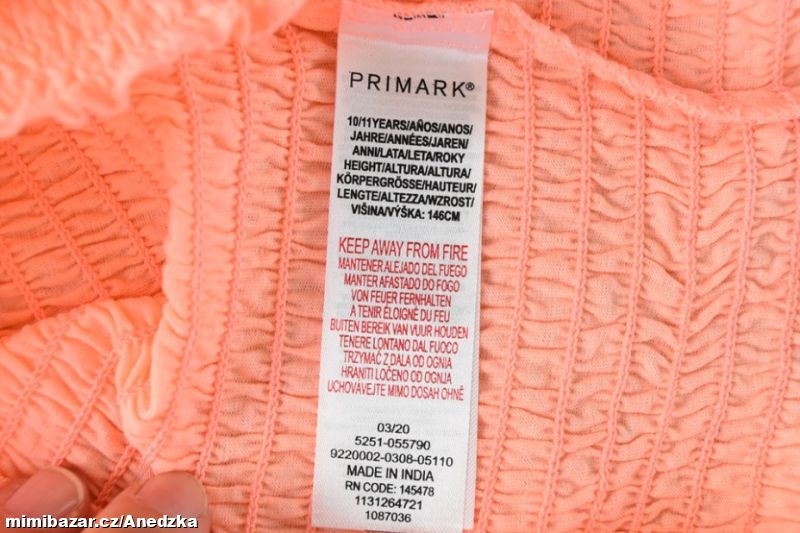 PRIMARK®
10/11YEARS/AÑOS/ANOS/
JAHRE/ANNÉES/JAREN/
ANNI/LATA/LETA/ROKY
HEIGHT/ALTURA/ALTURA/
KÖRPERGRÖSSE/HAUTEUR/
LENGTE/ALTEZZA/WZROST/
VIŠINA/VÝŠKA: 146CM
KEEP AWAY FROM FIRE
MANTENER ALEJADO DEL FUEGO
MANTER AFASTADO DO FOGO
VON FEUER FERNHALTEN
À TENIR ÉLOIGNÉ DU FEU
BUITEN BEREIK VAN VUUR HOUDEN
TENERE LONTANO DAL FUOCO
TRZYMAĆ Z DALA OD OGNIA
HRANITI LOČENO OD OGNJA
UCHOVÁVEJTE MIMO DOSAH OHNĚ
03/20
5251-055790
9220002-0308-05110
MADE IN INDIA
RN CODE: 145478
1131264721
1087036
mimibazar.cz/Anedzka